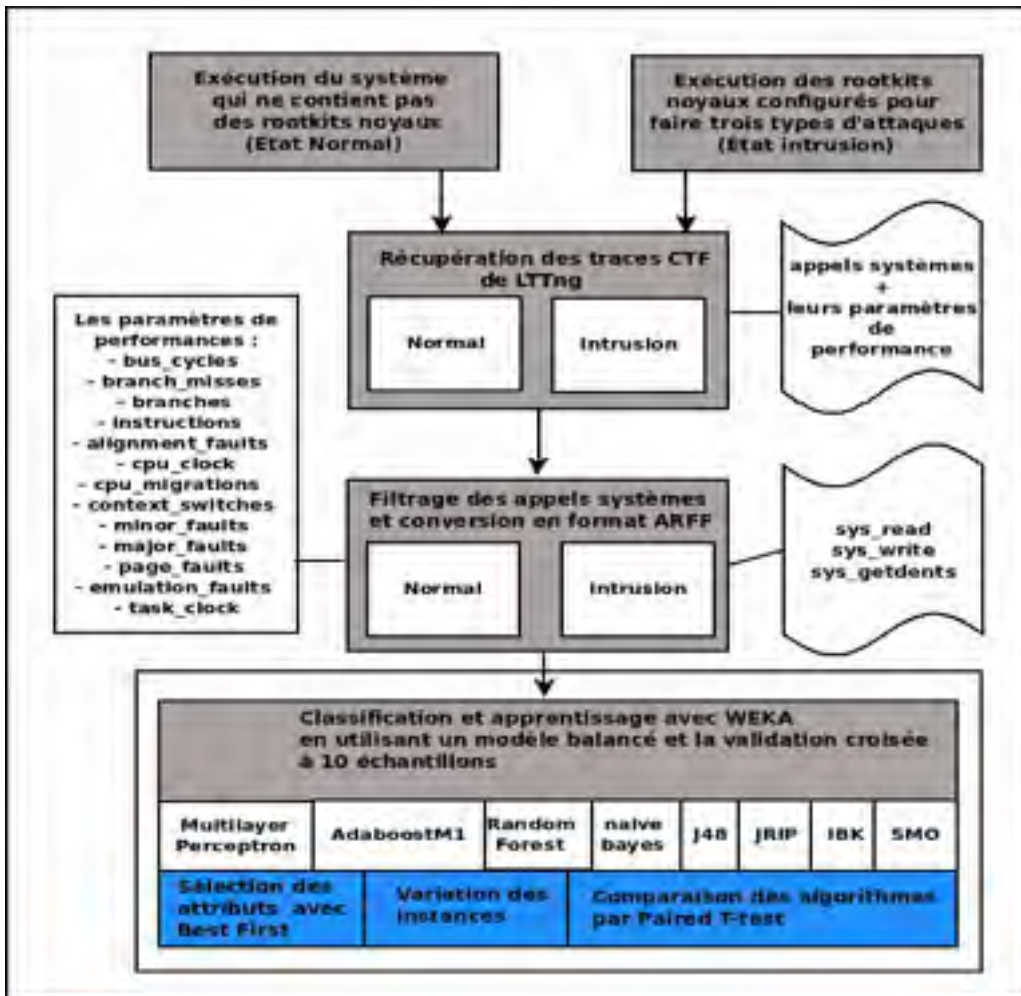 Exécution du système
qui ne contient pas
des rootkits noyaux
(Etat Normal)
Exécution des rootkits
noyaux configurés pour
faire trois types d'attaques
(État intrusion)
Récupération des traces CTF
de LTTng
Normal
Intrusion
appels systèmes
+
leurs paramètres
de
performance
Les paramètres de
performances :
- bus_cycles
- branch_misses
- branches
- instructions
- alignment_faults
- cpu_clock
- cpu_migrations
- context_switches
- minor_faults
- major_faults
- page_faults
- emulation_faults
- task_clock
Filtrage des appels systèmes
et conversion en format ARFF
Normal
Intrusion
sys_read
sys_write
sys_getdents
Classification et apprentissage avec WEKA
en utilisant un modèle balancé et la validation croisée
à 10 échantillons
Multilayer
Perceptron
AdaboostM1
Random
Forest
naive
bayes
J48
JRIP
IBK
SMO
Sélection des
attributs avec
Best First
Variation des
instances
Comparaison des algorithmes
par Paired T-test